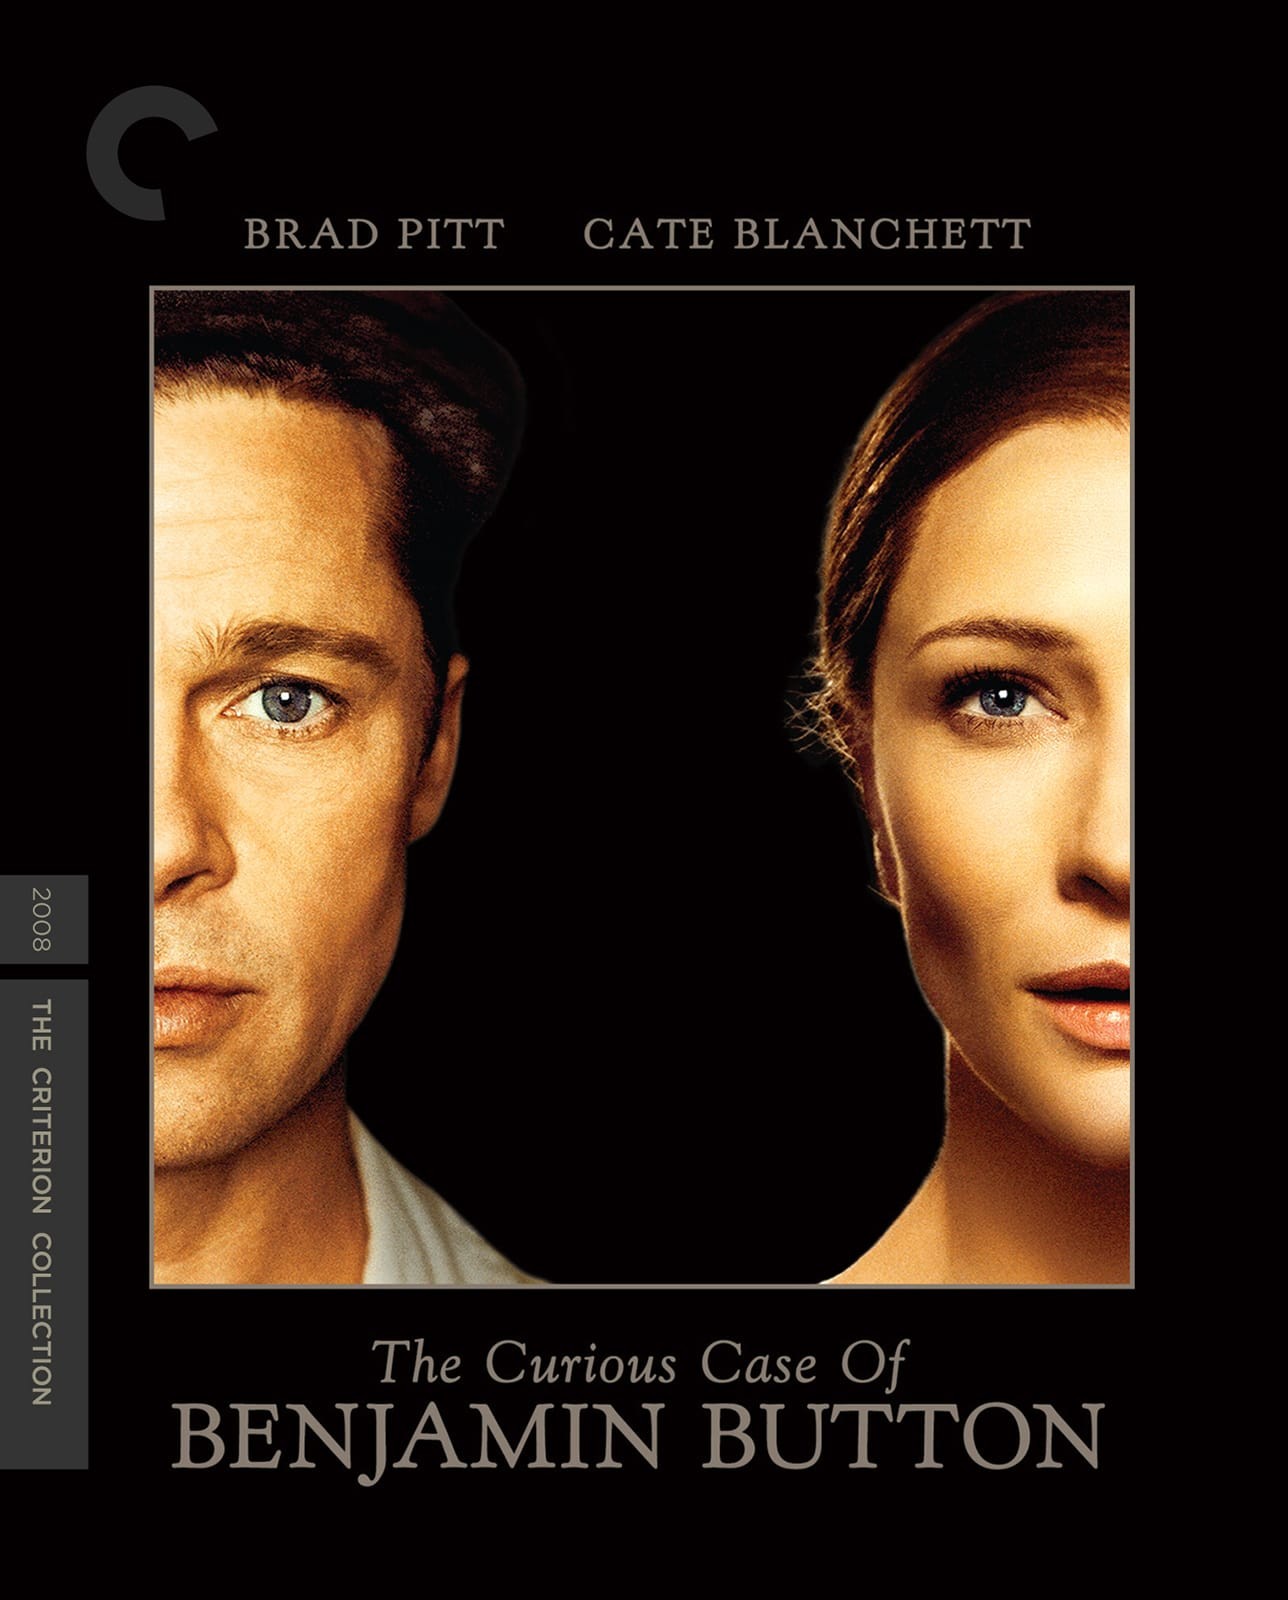 BRAD PITT CATE BLANCHETT
2008
THE CRITERION COLLECTION
The Curious Case Of
BENJAMIN BUTTON